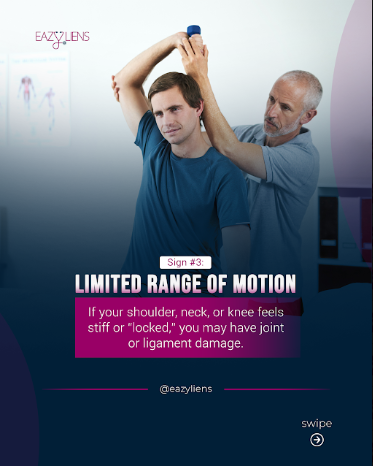 EAZYLIENS
Sign #3:
LIMITED RANGE OF MOTION
If your shoulder, neck, or knee feels
stiff or "locked," you may have joint
or ligament damage.
@eazyliens
swipe